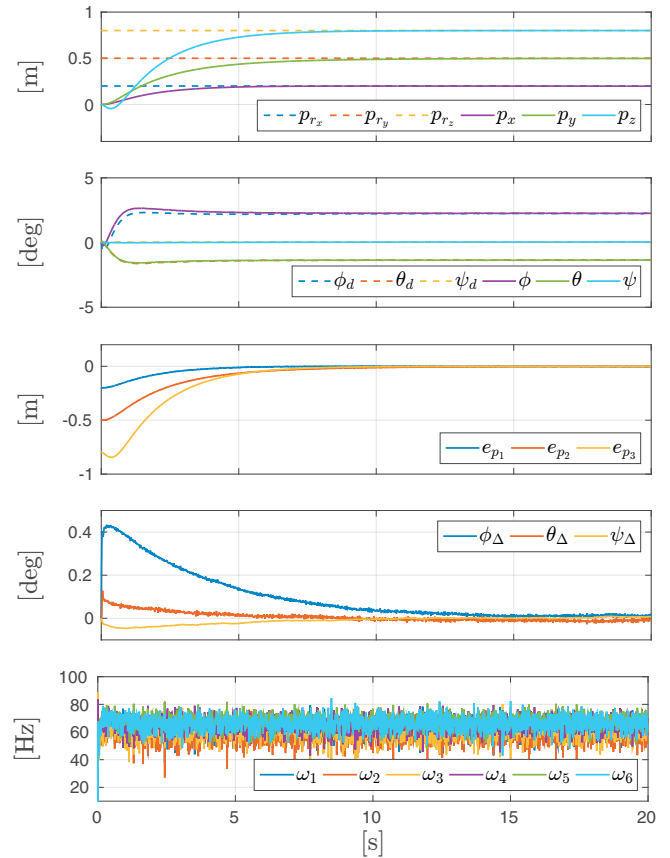 1
0.5
0
[m]
p_{r_x} p_{r_y} p_{r_z} p_x p_y p_z
5
0
-5
[deg]
ϕ_d θ_d ψ_d ϕ θ ψ
0
-0.5
-1
[m]
e_{p_1} e_{p_2} e_{p_3}
0.4
0.2
0
[deg]
ϕ_Δ θ_Δ ψ_Δ
100
80
60
40
20
[Hz]
ω_1 ω_2 ω_3 ω_4 ω_5 ω_6
0 5 10 15 20
[s]